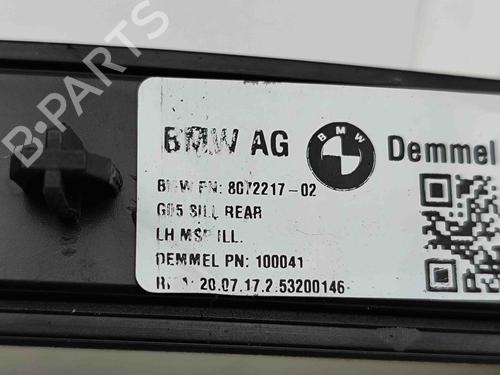 BMW AG
BMW
Demmel
BMW PN: 8072217-02
G05 SILL REAR
LH MSP ILL.
DEMMEL PN: 100041
20.07.17.2.53200146
B-Parts